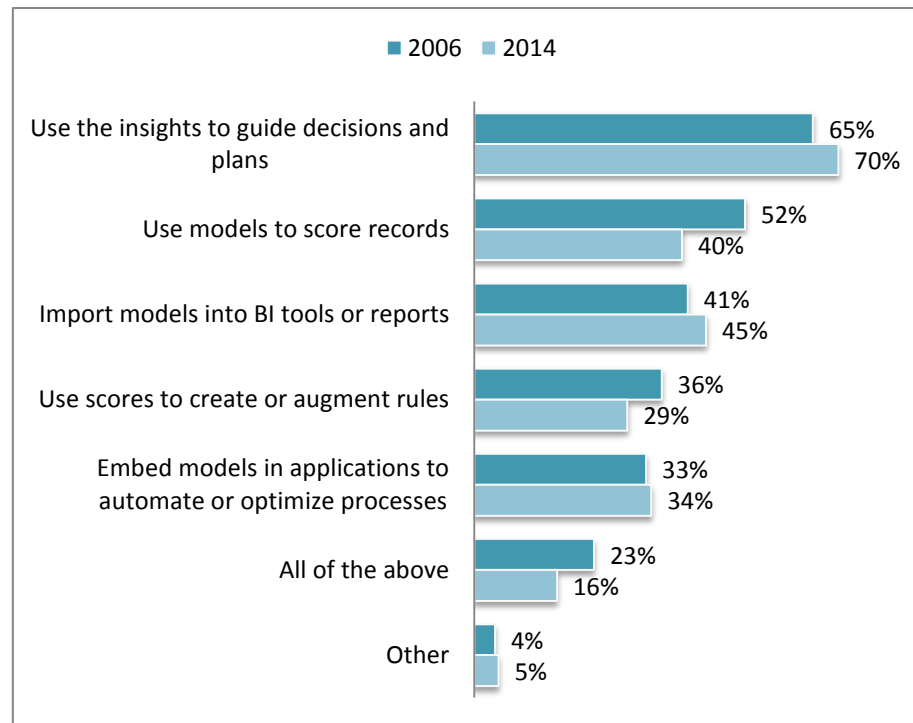 2006 2014
Use the insights to guide decisions and
plans
65%
70%
Use models to score records
52%
40%
Import models into BI tools or reports
41%
45%
Use scores to create or augment rules
36%
29%
Embed models in applications to
automate or optimize processes
33%
34%
All of the above
23%
16%
Other
4%
5%